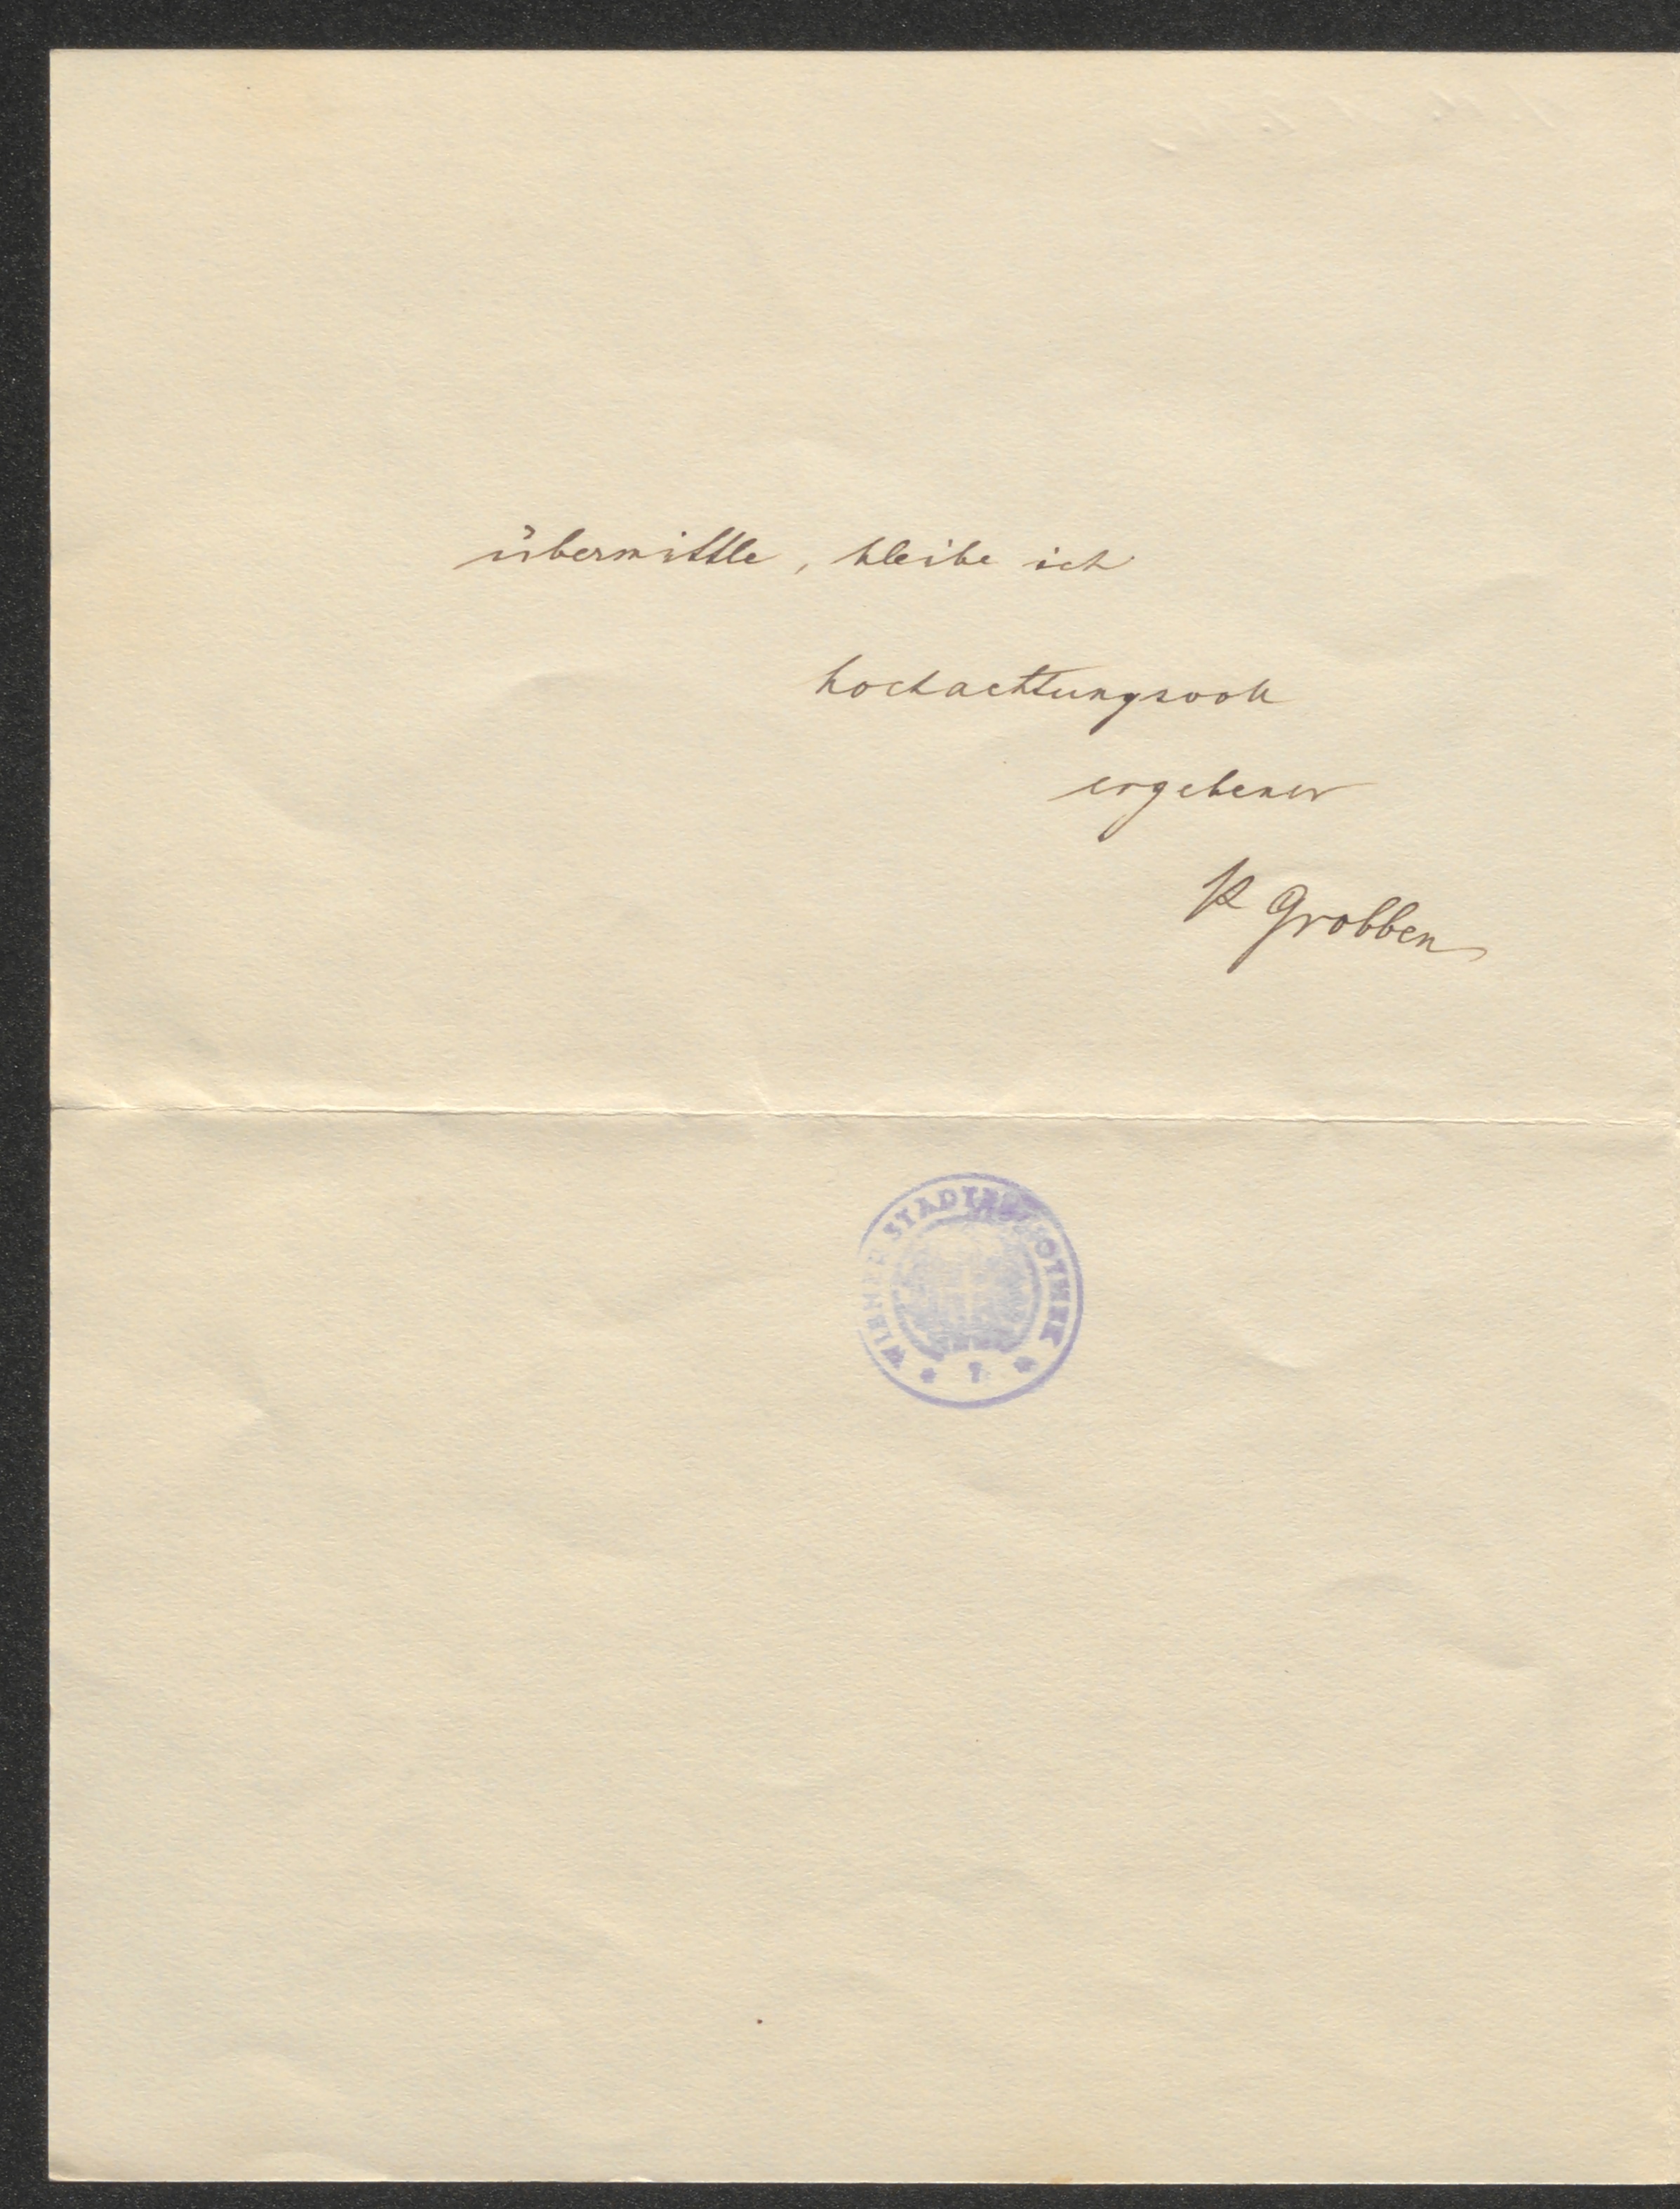 übermittle, bleibe ich
hochachtungsvoll
ergebener
K Grobben
WIENER STADTBIBLIOTHEK